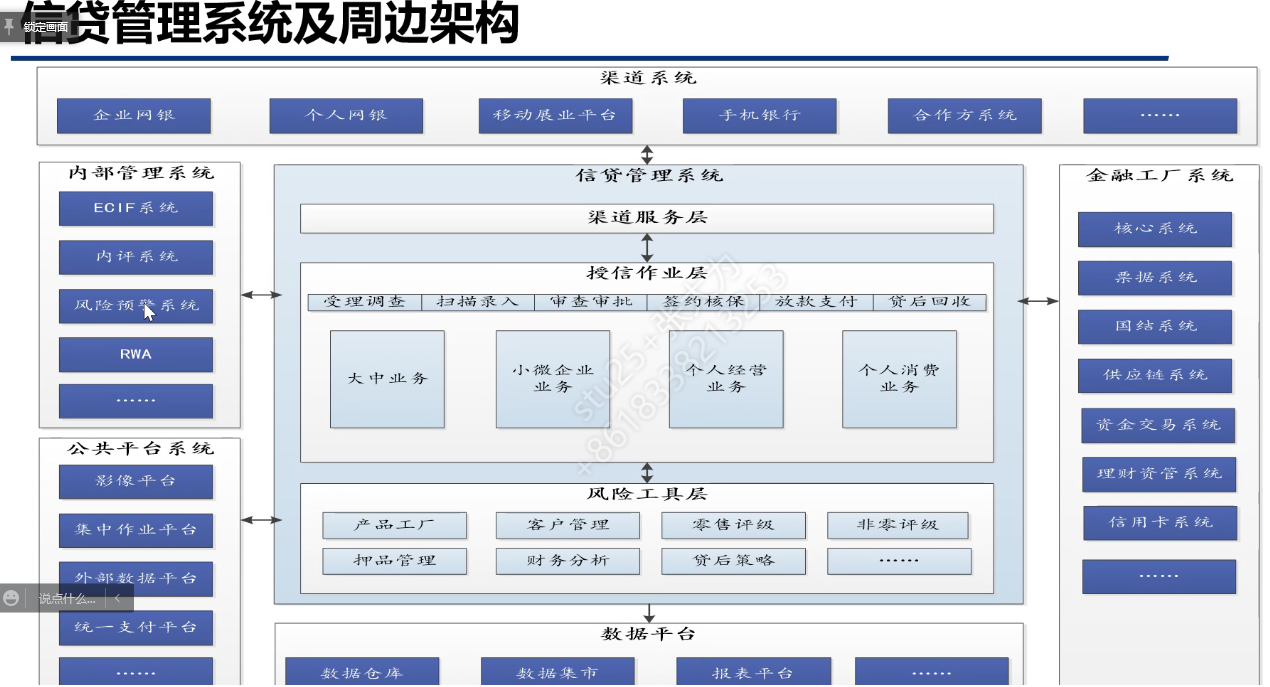 信贷管理系统及周边架构
锁定画面
渠道系统
企业网银
个人网银
移动展业平台
手机银行
合作方系统
……
内部管理系统
ECIF系统
内评系统
风险预警系统
RWA
……
公共平台系统
影像平台
集中作业平台
外部数据平台
说点什么...
统一支付平台
……
信贷管理系统
渠道服务层
授信作业层
受理调查
扫描录入
审查审批
签约核保
放款支付
贷后回收
大中业务
小微企业
业务
个人经营
业务
个人消费
业务
风险工具层
产品工厂
客户管理
零售评级
非零评级
押品管理
财务分析
贷后策略
……
数据平台
数据仓库
数据集市
报表平台
……
金融工厂系统
核心系统
票据系统
国结系统
供应链系统
资金交易系统
理财资管系统
信用卡系统
……